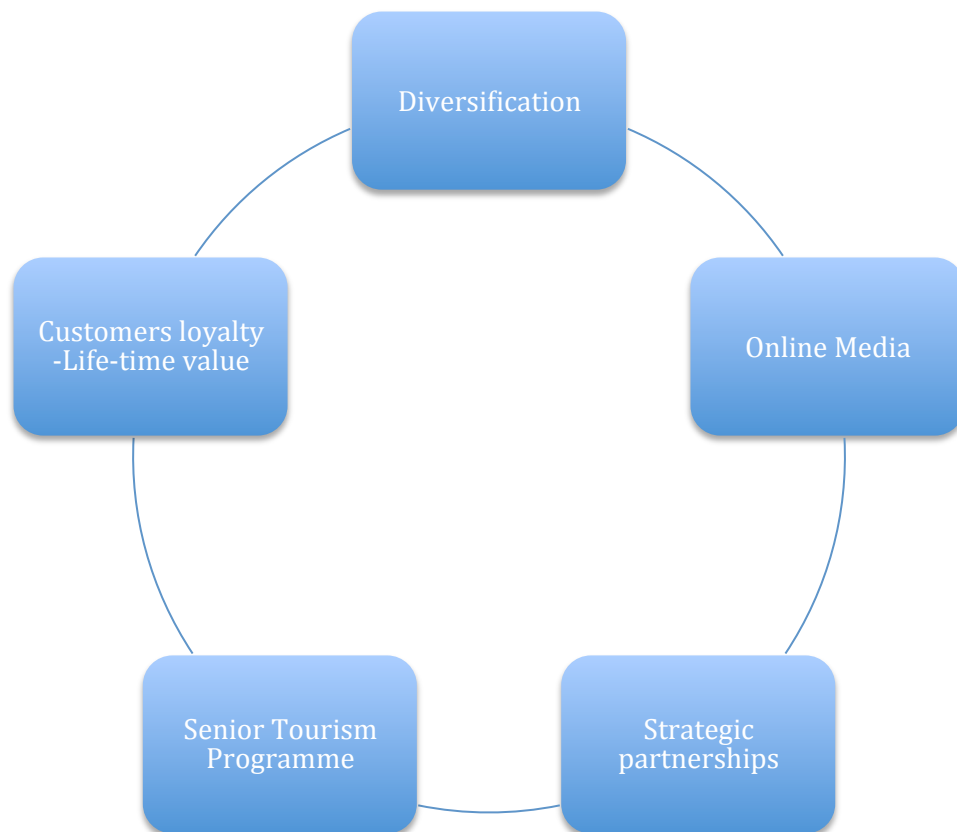 Diversification
Online Media
Strategic
partnerships
Senior Tourism
Programme
Customers loyalty
-Life-time value